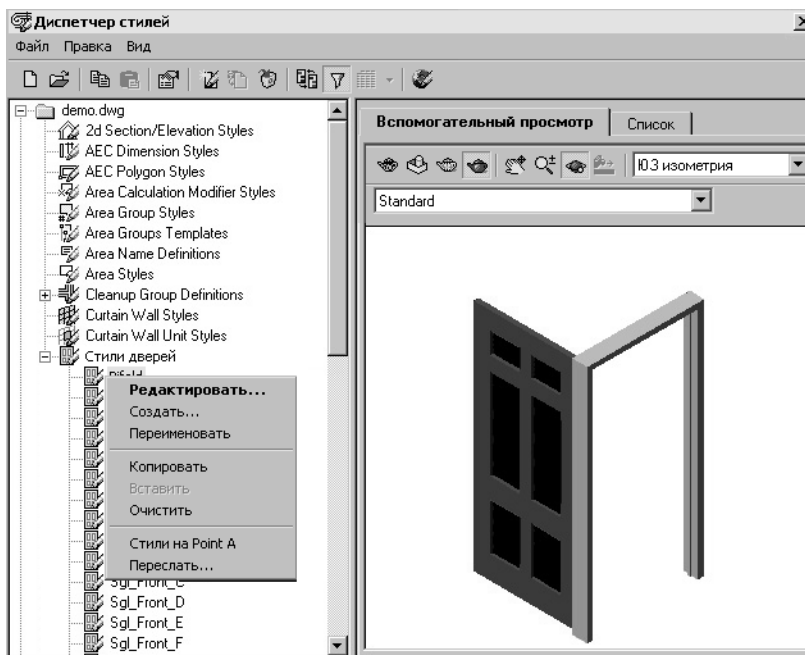 Диспетчер стилей
Файл Правка Вид
demo.dwg
2d Section/Elevation Styles
AEC Dimension Styles
AEC Polygon Styles
Area Calculation Modifier Styles
Area Group Styles
Area Groups Templates
Area Name Definitions
Area Styles
Cleanup Group Definitions
Curtain Wall Styles
Curtain Wall Unit Styles
Стили дверей
Bifold
Редактировать...
Создать...
Переименовать
Копировать
Вставить
Очистить
Стили на Point A
Переслать...
Sgl_Front_C
Sgl_Front_D
Sgl_Front_E
Sgl_Front_F
Вспомогательный просмотр Список
ЮЗ изометрия
Standard